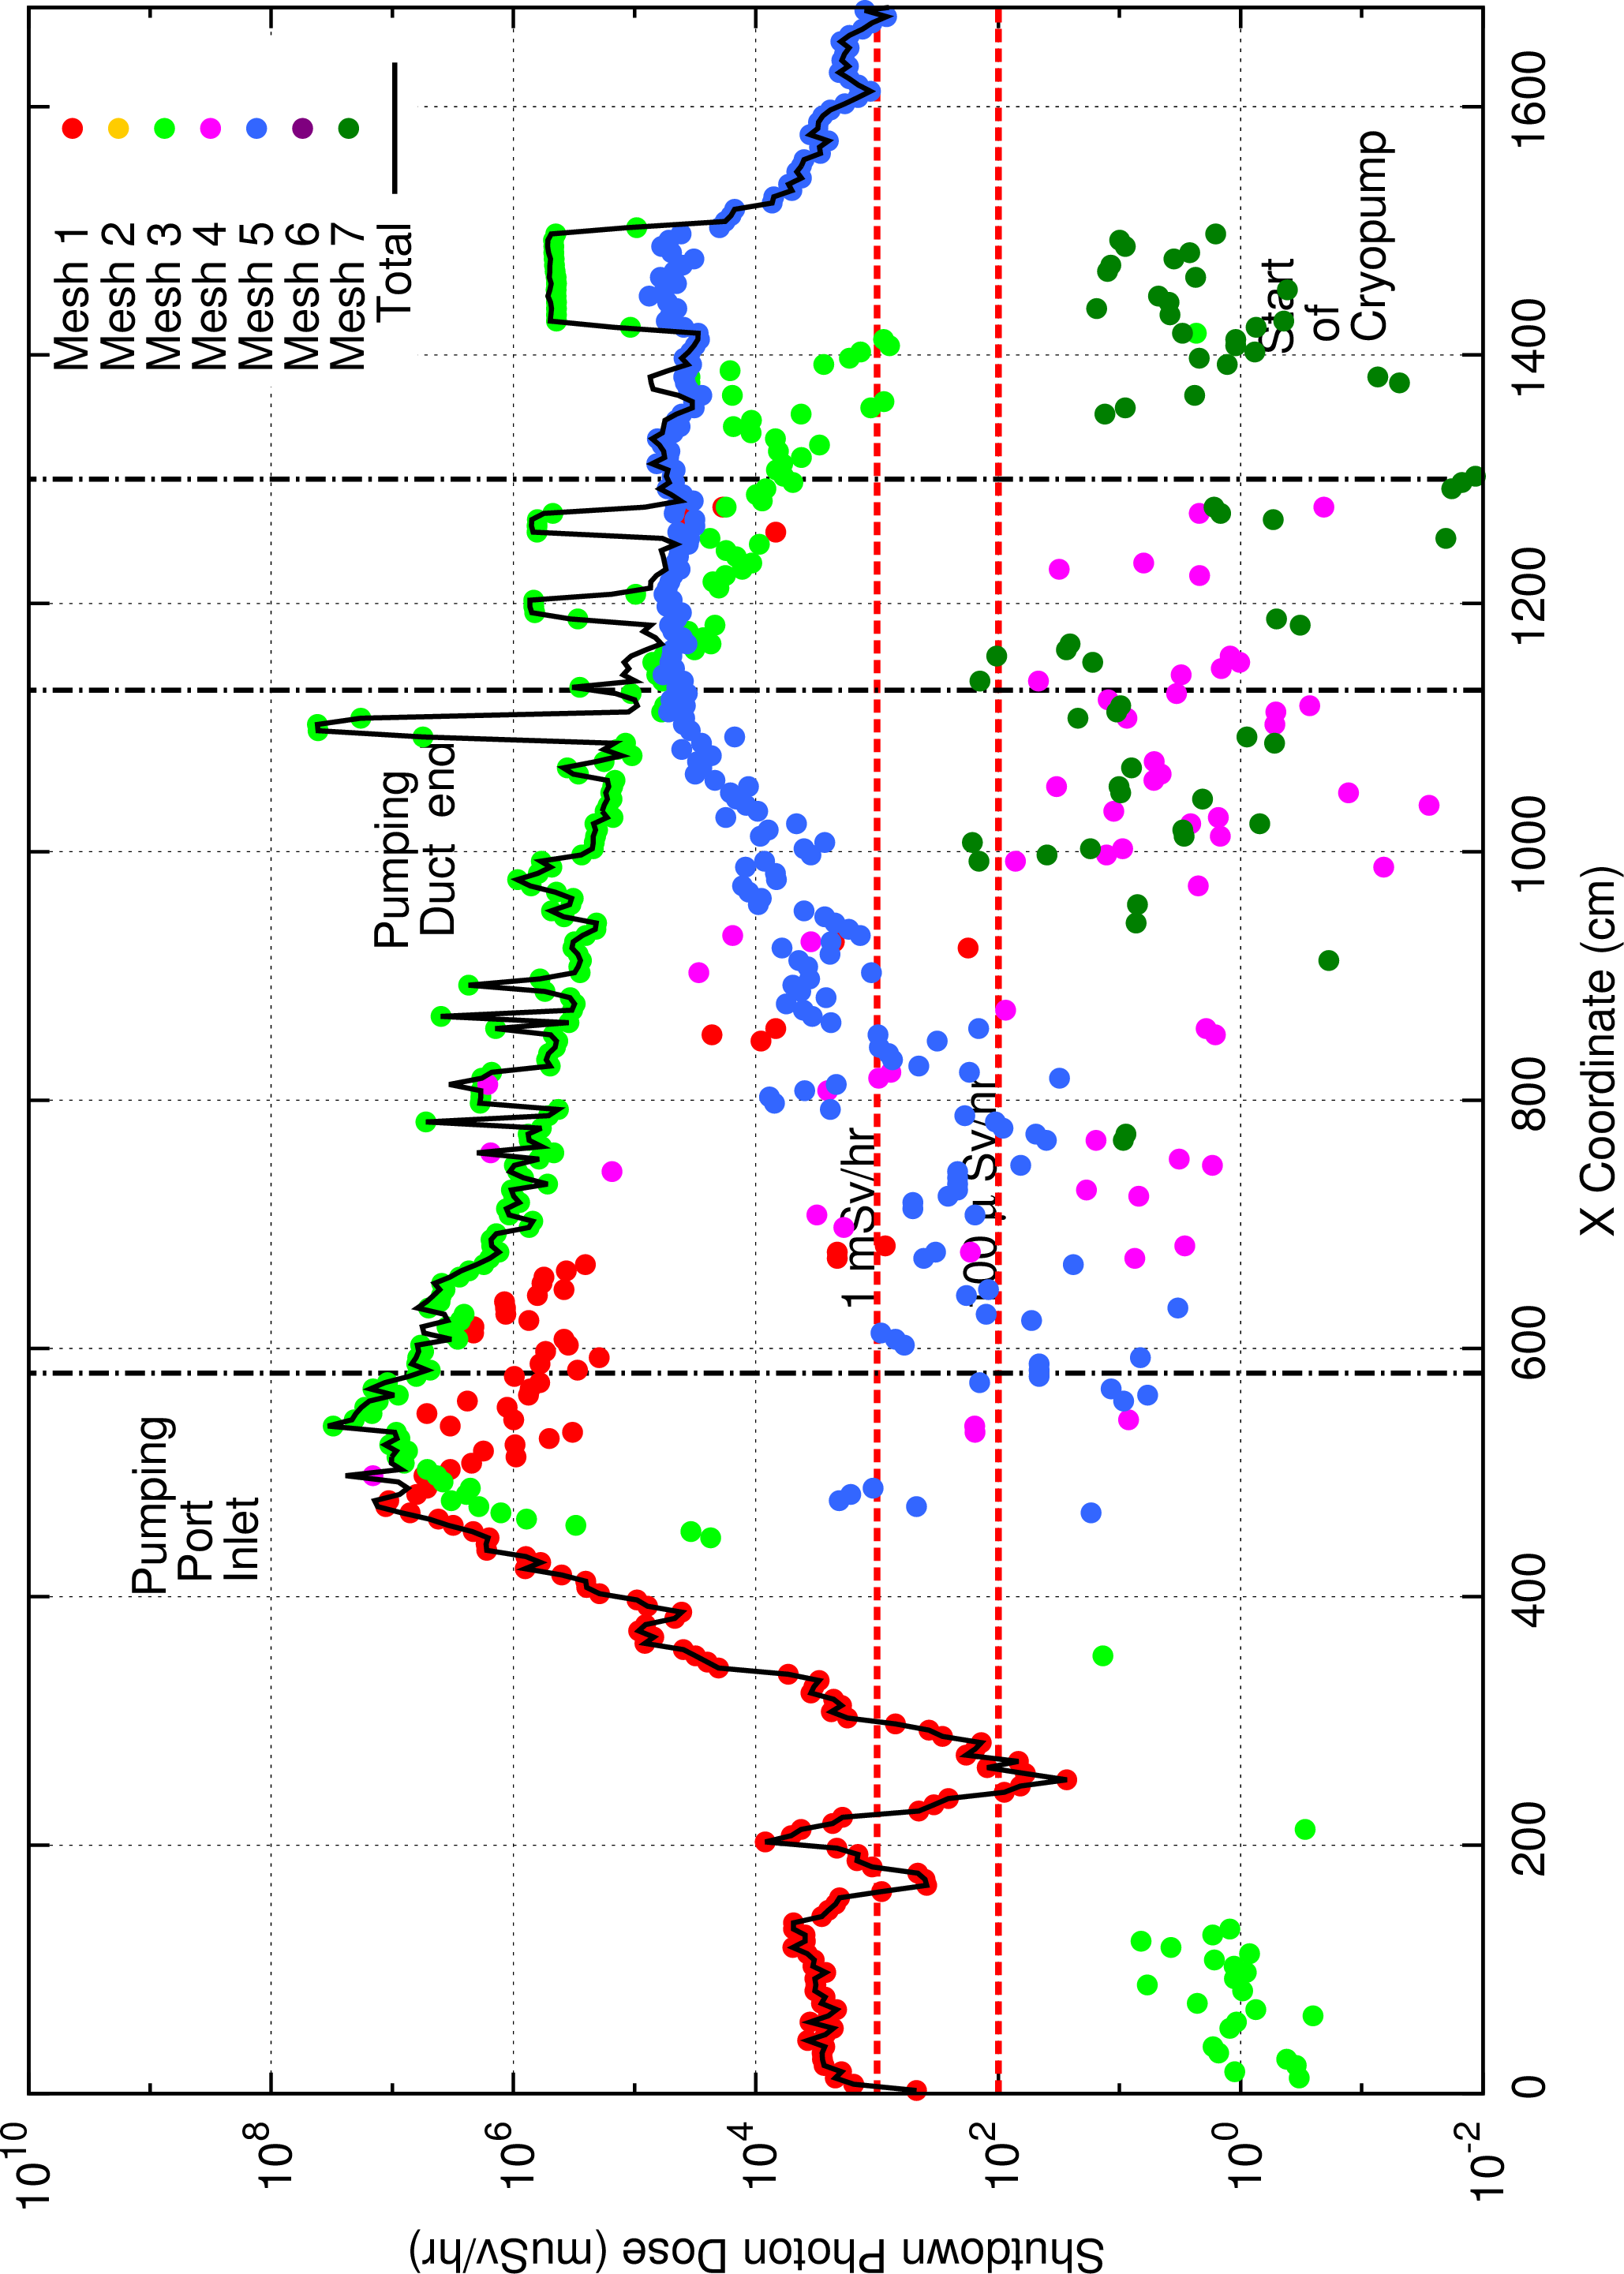 Mesh 1
Mesh 2
Mesh 3
Mesh 4
Mesh 5
Mesh 6
Mesh 7
Total
Pumping
Port
Inlet
Pumping
Duct end
Start
of
Cryopump
1 mSv/hr
100 μ Sv/hr
10^10
10^8
10^6
10^4
10^2
10^0
10^-2
0
200
400
600
800
1000
1200
1400
1600
X Coordinate (cm)
Shutdown Photon Dose (muSv/hr)